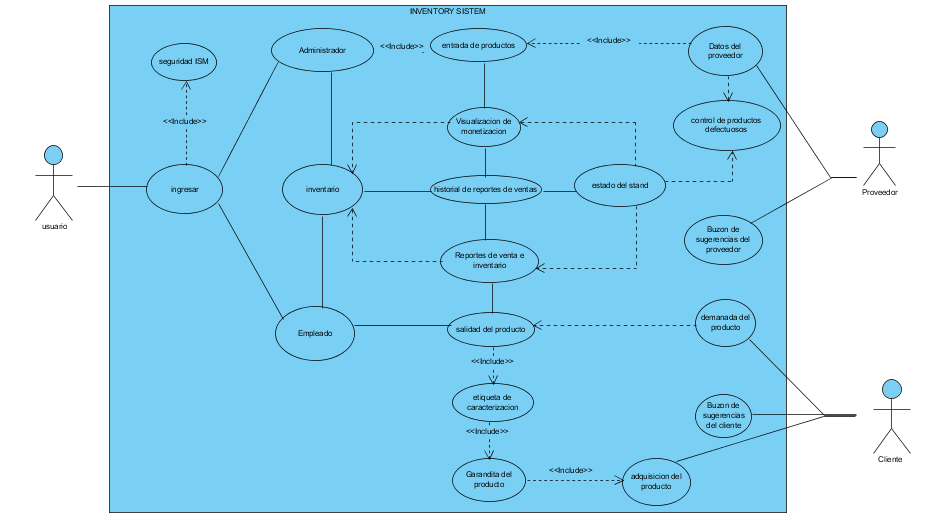 INVENTORY SISTEM
Administrador
<<Include>>
entrada de productos
<<Include>>
Datos del
proveedor
seguridad ISM
<<Include>>
Visualizacion de
monetización
control de productos
defectuosos
ingresar
inventario
historial de reportes de ventas
estado del stand
usuario
Proveedor
Buzon de
sugerencias del
proveedor
Reportes de venta e
inventario
Empleado
salidad del producto
demanada del
producto
<<Include>>
etiqueta de
caracterizacion
Buzon de
sugerencias
del cliente
<<Include>>
Cliente
Garandita del
producto
<<Include>>
adquisicion del
producto